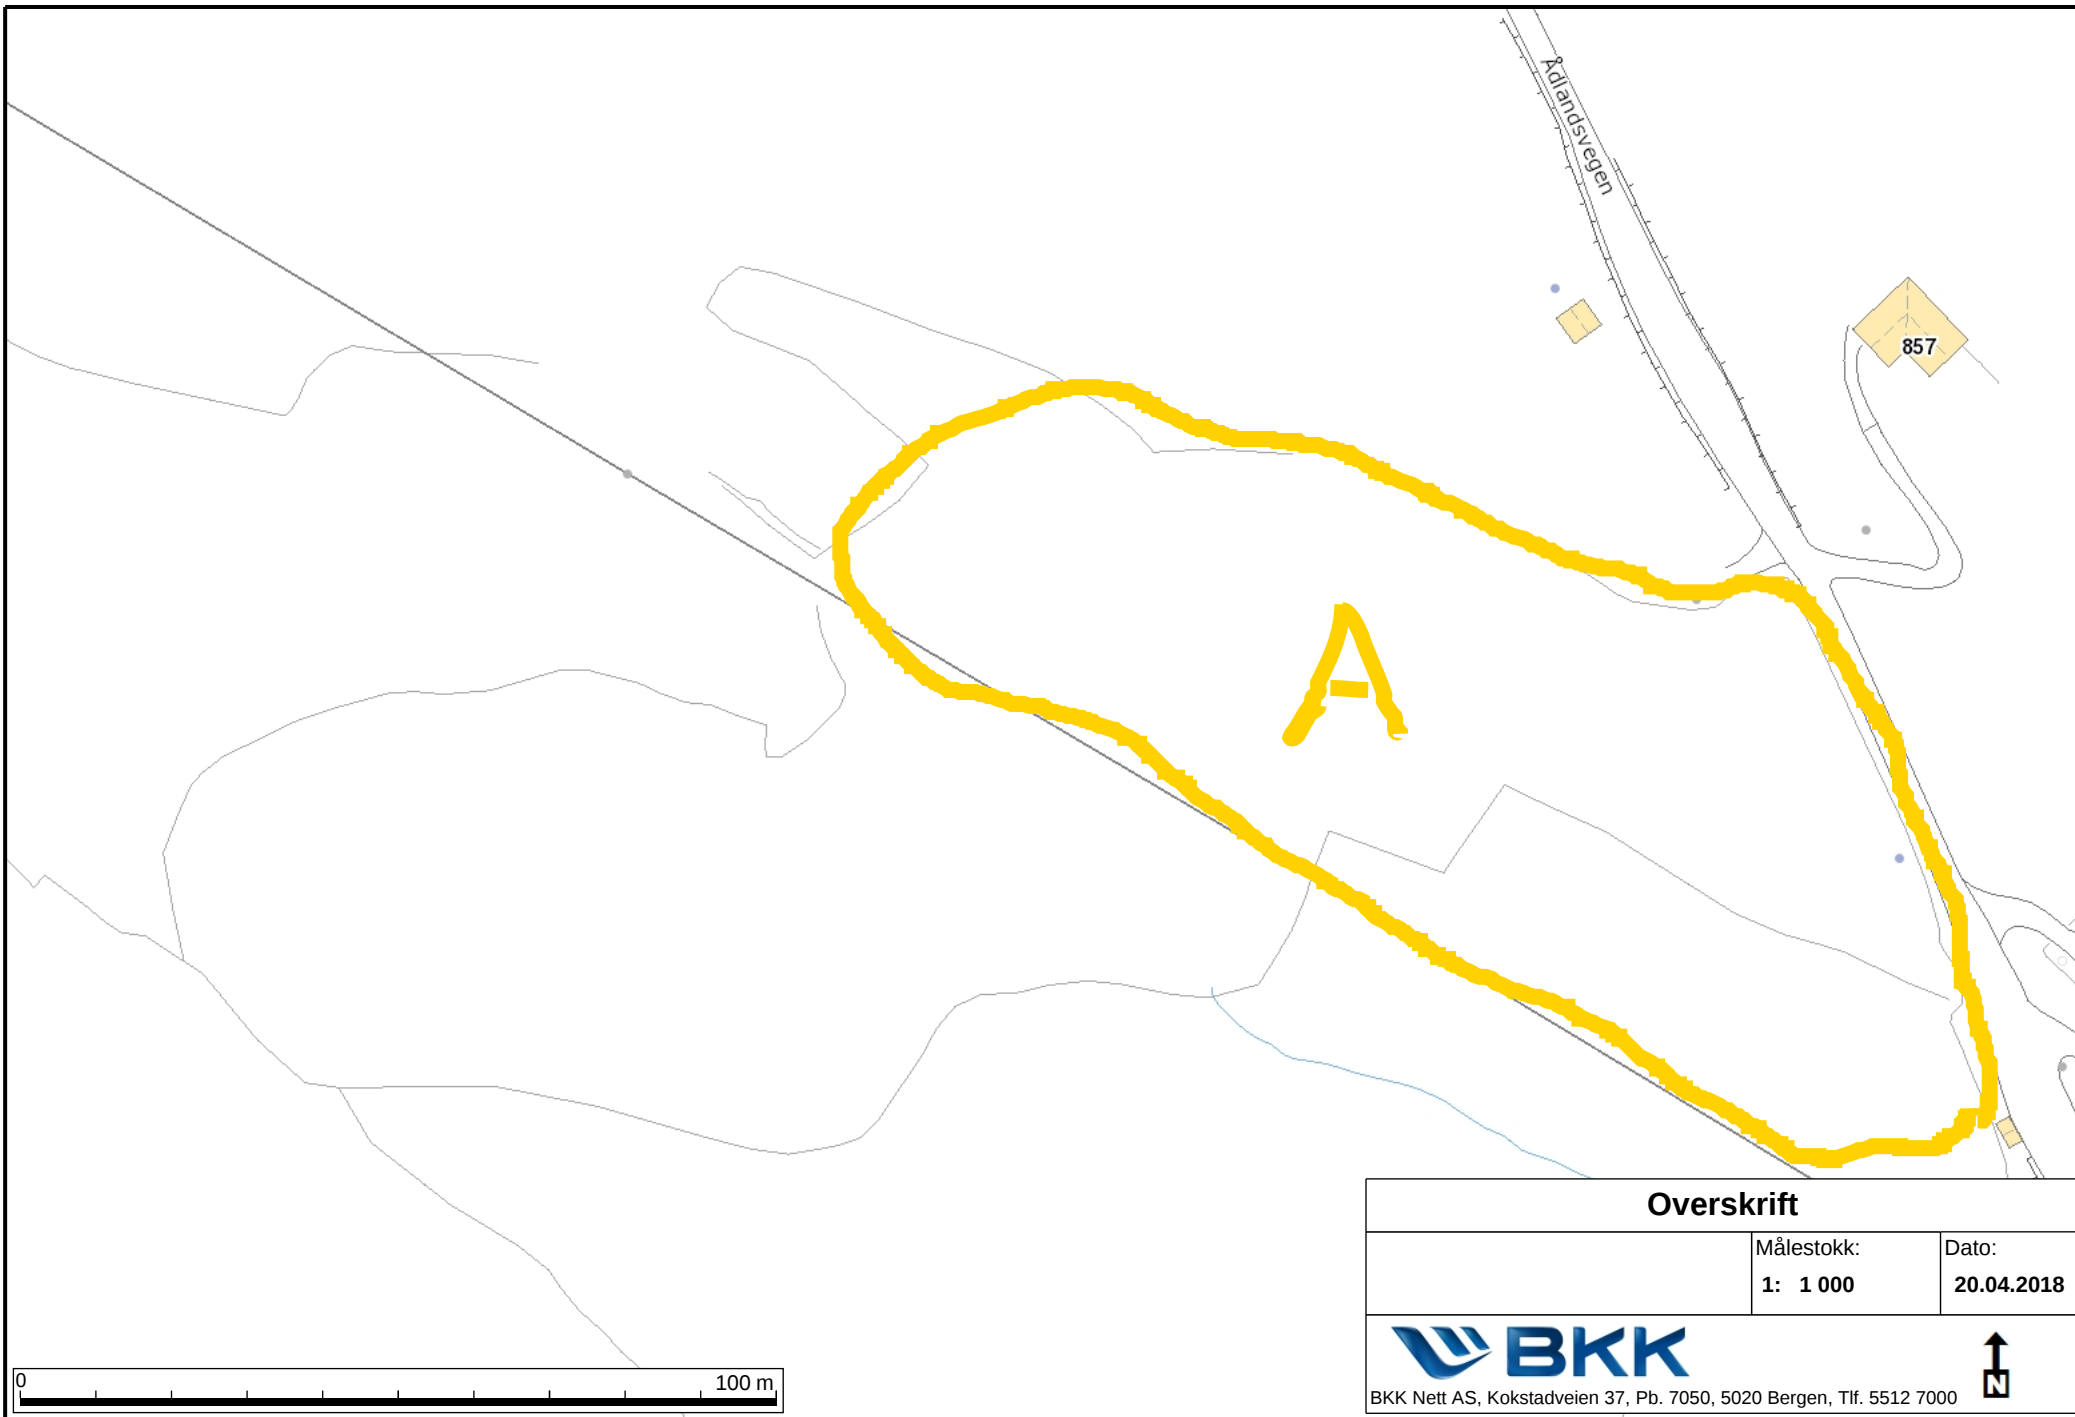 Ådlandsvegen
857
A
Overskrift
Målestokk:
1: 1 000
Dato:
20.04.2018
BKK
BKK Nett AS, Kokstadveien 37, Pb. 7050, 5020 Bergen, Tlf. 5512 7000
N
0 100 m